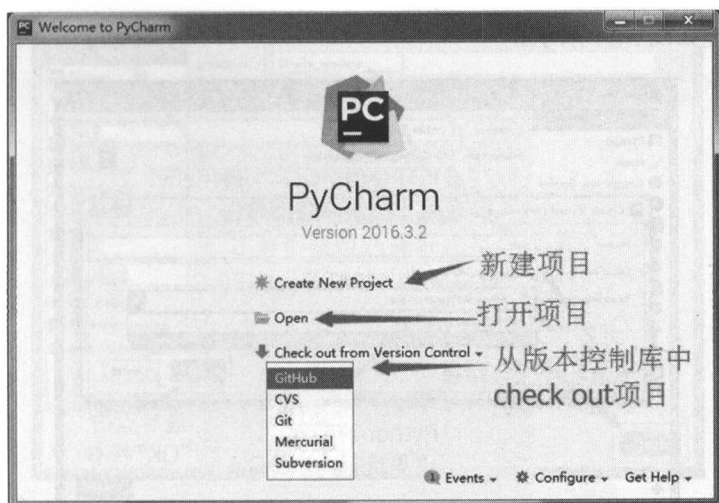 PC Welcome to PyCharm
PC
PyCharm
Version 2016.3.2
Create New Project
新建项目
Open
打开项目
Check out from Version Control
从版本控制库中
check out项目
GitHub
CVS
Git
Mercurial
Subversion
1 Events
Configure
Get Help